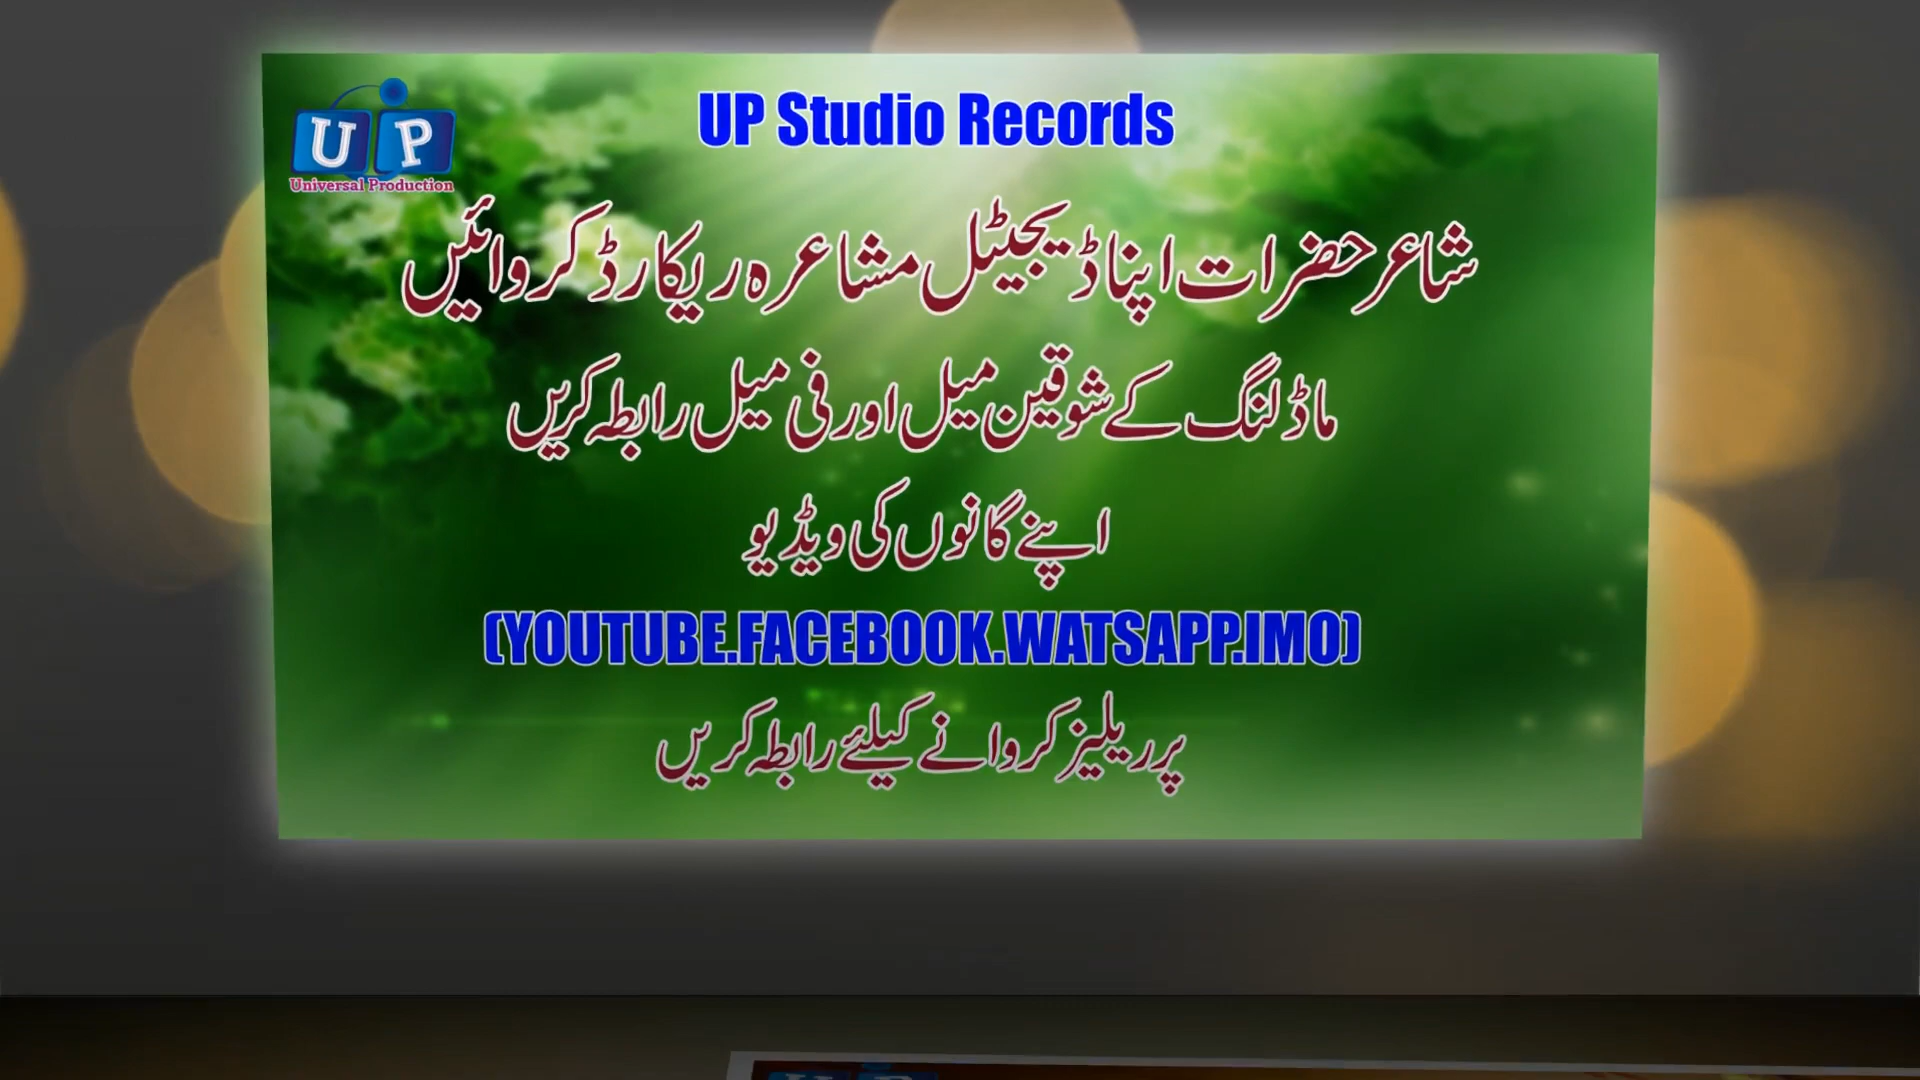 UP
Universal Production
UP Studio Records
شاعر حضرات اپنا ڈیجیٹل مشاعرہ ریکارڈ کروائیں
ماڈلنگ کے شوقین میل اور فی میل رابطہ کریں
اپنے گانوں کی ویڈیو
(YOUTUBE.FACEBOOK.WATSAPP.IMO)
پر ریلیز کروانے کیلئے رابطہ کریں